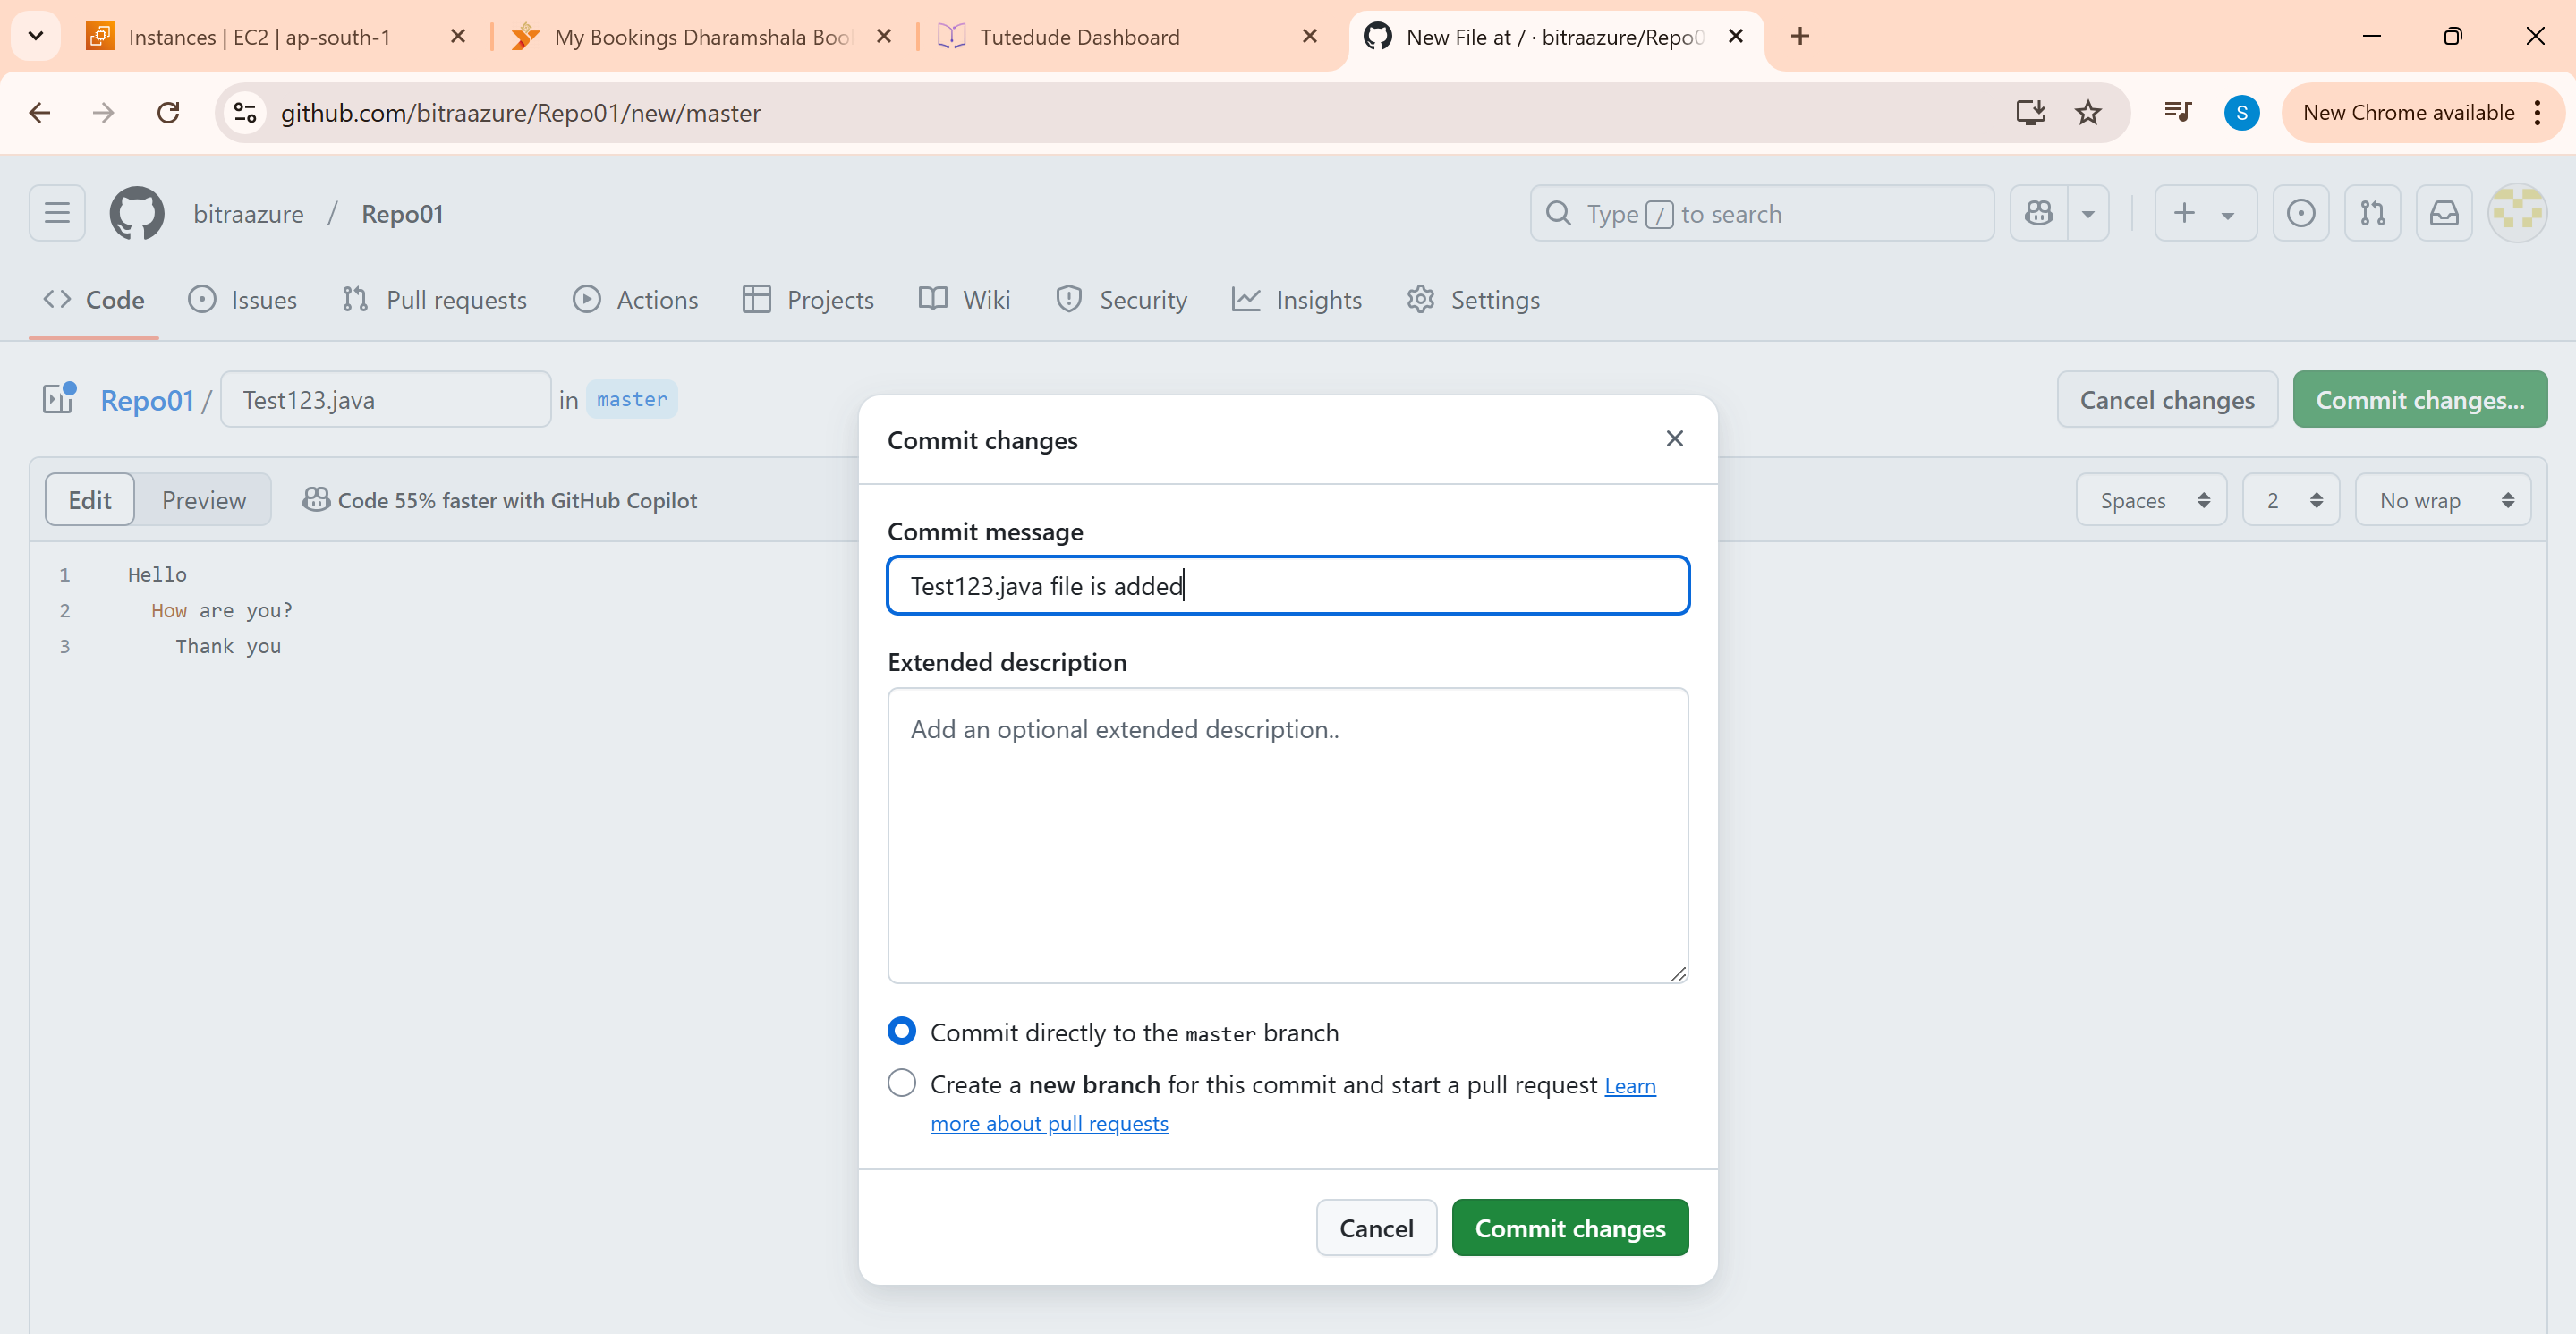 Instances | EC2 | ap-south-1
My Bookings Dharamshala Boo
Tutedude Dashboard
New File at / · bitraazure/Repo0
github.com/bitraazure/Repo01/new/master
S
New Chrome available
bitraazure / Repo01
Type / to search
Code
Issues
Pull requests
Actions
Projects
Wiki
Security
Insights
Settings
Repo01 / Test123.java in master
Cancel changes
Commit changes...
Edit
Preview
Code 55% faster with GitHub Copilot
Spaces
2
No wrap
1 Hello
2 How are you?
3 Thank you
Commit changes
Commit message
Test123.java file is added
Extended description
Add an optional extended description..
Commit directly to the master branch
Create a new branch for this commit and start a pull request Learn
more about pull requests
Cancel
Commit changes